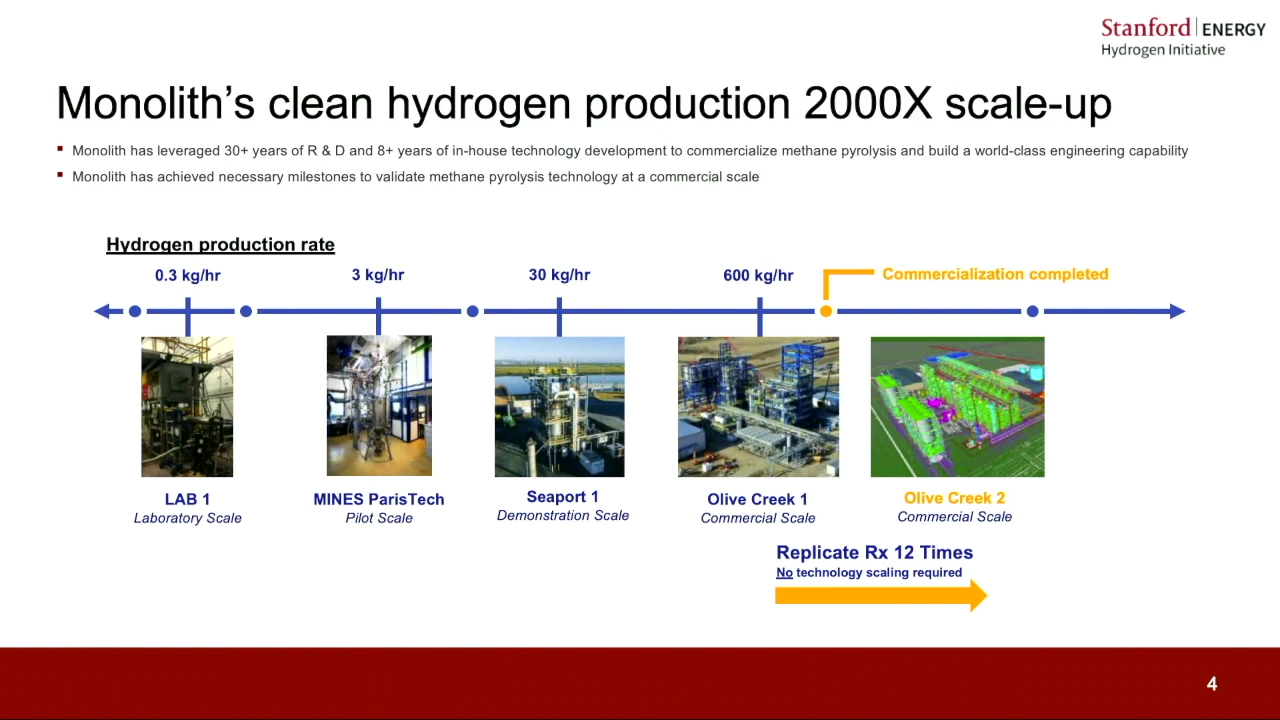 Stanford | ENERGY
Hydrogen Initiative
Monolith’s clean hydrogen production 2000X scale-up
▪ Monolith has leveraged 30+ years of R & D and 8+ years of in-house technology development to commercialize methane pyrolysis and build a world-class engineering capability
▪ Monolith has achieved necessary milestones to validate methane pyrolysis technology at a commercial scale
Hydrogen production rate
0.3 kg/hr
3 kg/hr
30 kg/hr
600 kg/hr
Commercialization completed
LAB 1
Laboratory Scale
MINES ParisTech
Pilot Scale
Seaport 1
Demonstration Scale
Olive Creek 1
Commercial Scale
Olive Creek 2
Commercial Scale
Replicate Rx 12 Times
No technology scaling required
4